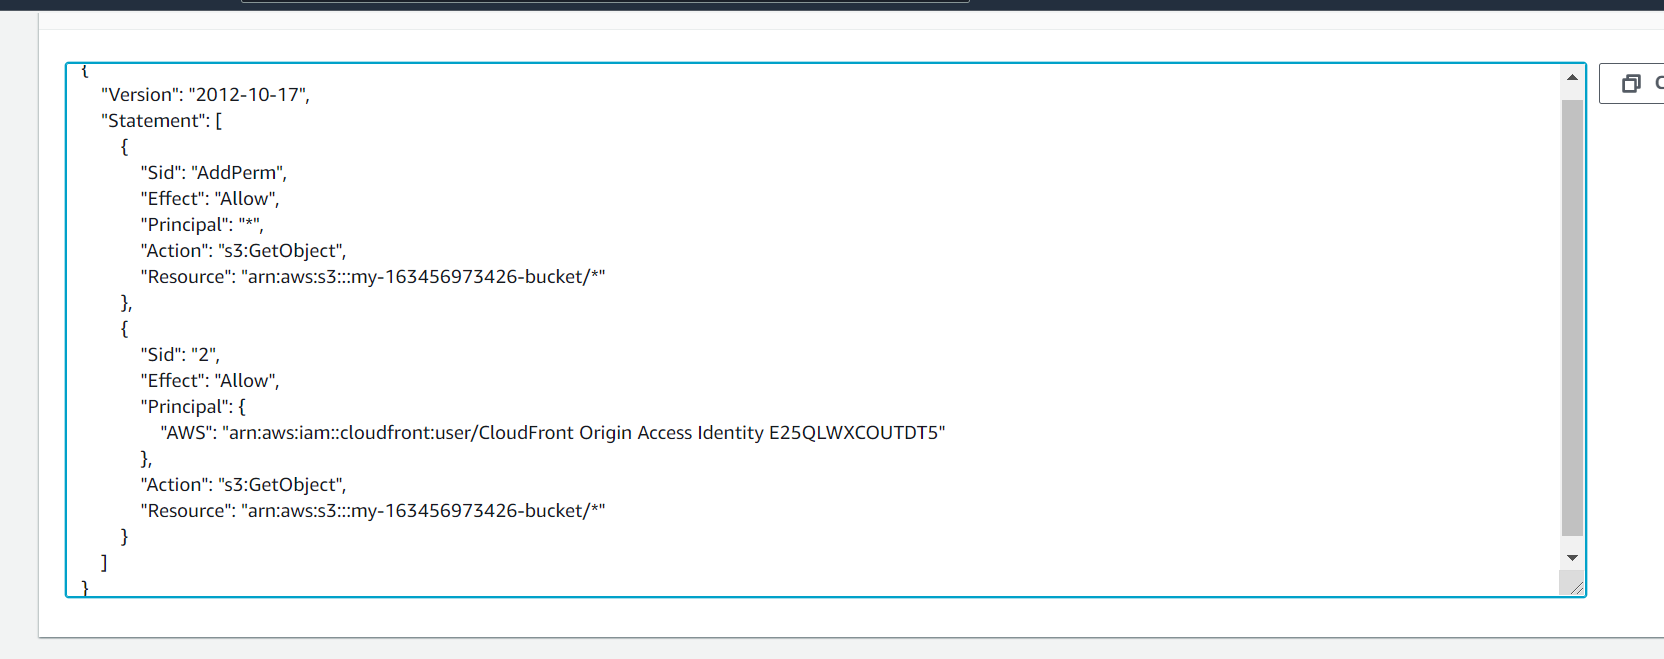 {
"Version": "2012-10-17",
"Statement": [
{
"Sid": "AddPerm",
"Effect": "Allow",
"Principal": "*",
"Action": "s3:GetObject",
"Resource": "arn:aws:s3:::my-163456973426-bucket/*"
},
{
"Sid": "2",
"Effect": "Allow",
"Principal": {
"AWS": "arn:aws:iam::cloudfront:user/CloudFront Origin Access Identity E25QLWXCOUTDT5"
},
"Action": "s3:GetObject",
"Resource": "arn:aws:s3:::my-163456973426-bucket/*"
}
]
}